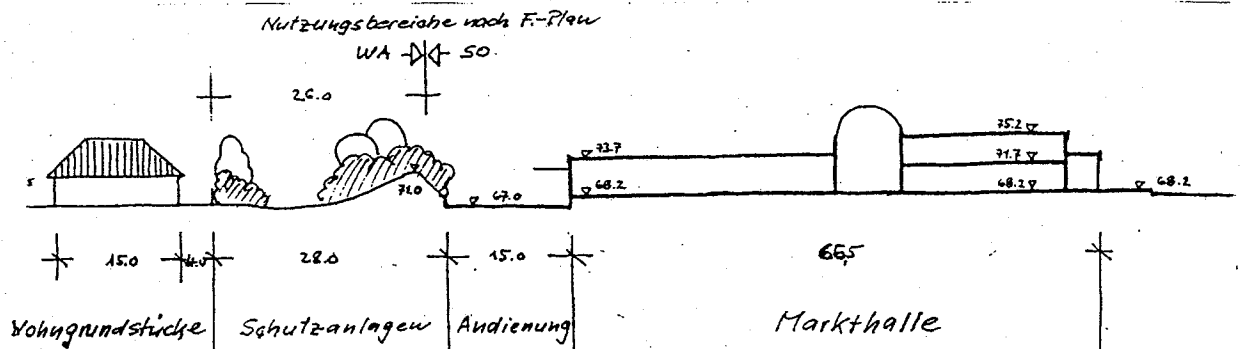 Nutzungsbereiche nach F.-Plan
WA SO
26.0
75.2
73.7
71.7
71.0
68.2 68.2 68.2
67.0
15.0 4.0 28.0 15.0 66,5
Wohngrundstücke Schutzanlagen Andienung Markthalle